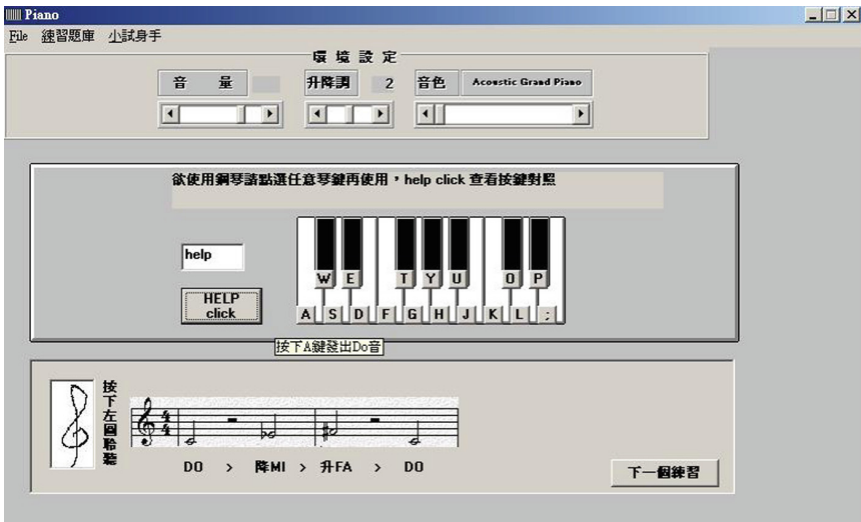 Piano
File 練習題庫 小試身手
環境設定
音量 升降調 2 音色 Acoustic Grand Piano
欲使用鋼琴請點選任意琴鍵再使用,help click 查看按鍵對照
help
HELP
click
W E T Y U O P
A S D F G H J K L ;
按下A鍵發出Do音
按下左圖聆聽
4
4
DO > 降MI > 升FA > DO
下一個練習